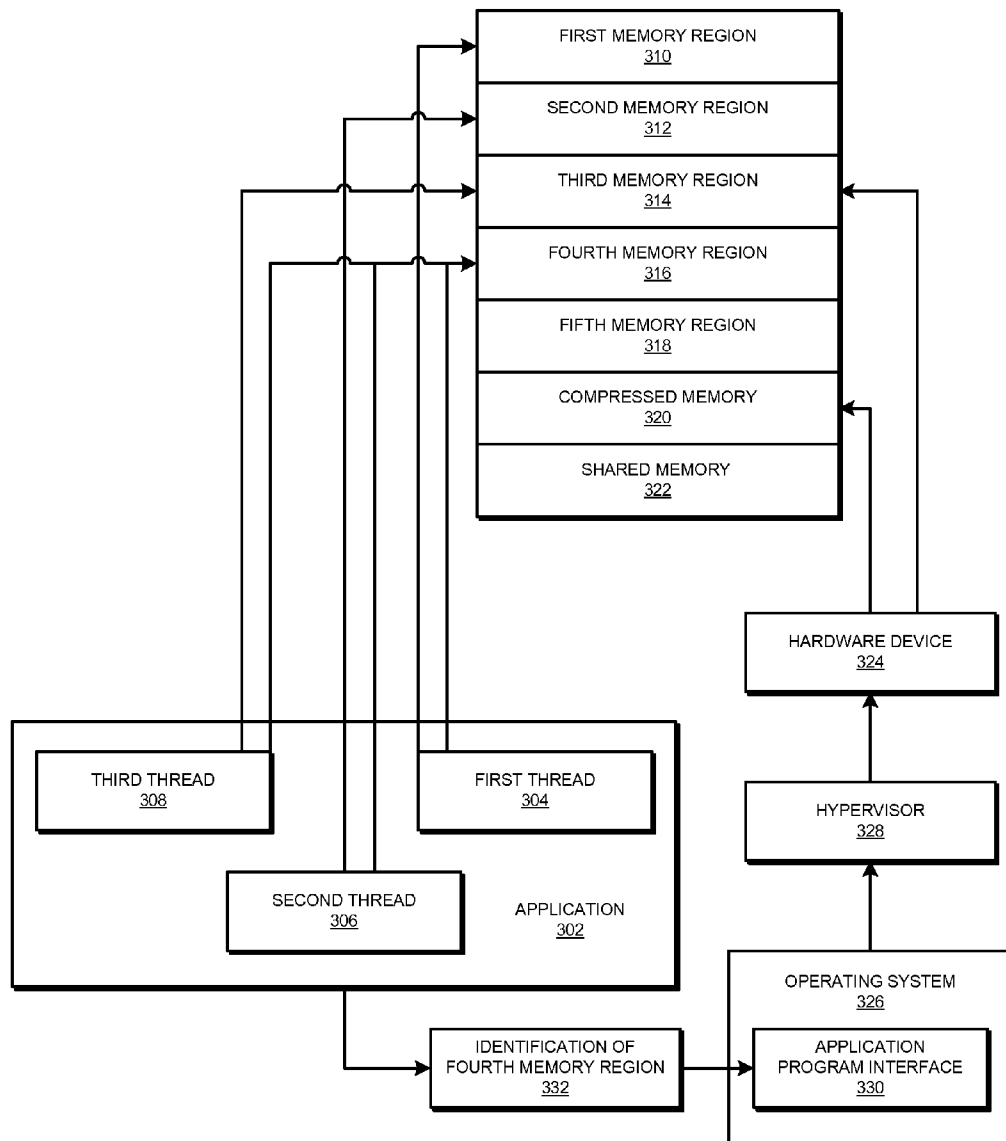 FIRST MEMORY REGION
310
SECOND MEMORY REGION
312
THIRD MEMORY REGION
314
FOURTH MEMORY REGION
316
FIFTH MEMORY REGION
318
COMPRESSED MEMORY
320
SHARED MEMORY
322
HARDWARE DEVICE
324
THIRD THREAD
308
FIRST THREAD
304
HYPERVISOR
328
SECOND THREAD
306
APPLICATION
302
OPERATING SYSTEM
326
IDENTIFICATION OF
FOURTH MEMORY REGION
332
APPLICATION
PROGRAM INTERFACE
330